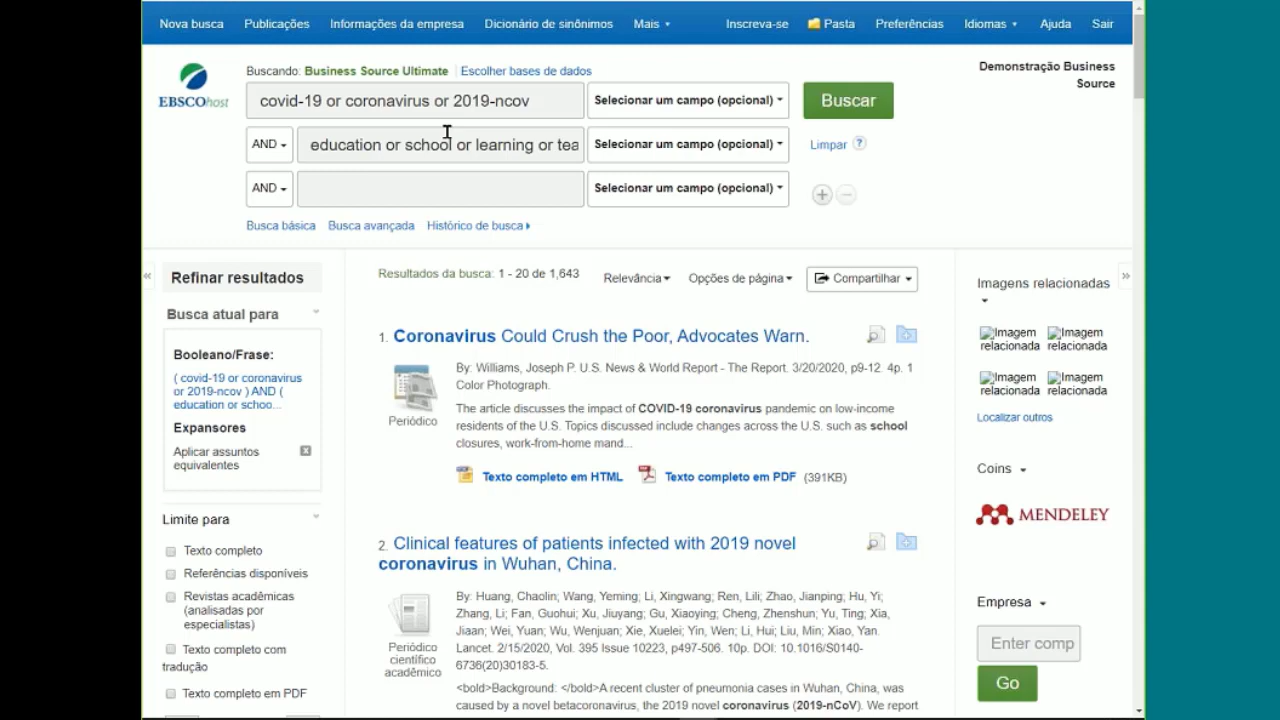 Nova busca Publicações Informações da empresa Dicionário de sinônimos Mais Inscreva-se Pasta Preferências Idiomas Ajuda Sair
Buscando: Business Source Ultimate Escolher bases de dados
Demonstração Business
Source
EBSCOhost
covid-19 or coronavirus or 2019-ncov Selecionar um campo (opcional) Buscar
AND education or school or learning or tea Selecionar um campo (opcional) Limpar ?
AND Selecionar um campo (opcional)
Busca básica Busca avançada Histórico de busca
Refinar resultados
Busca atual para
Booleano/Frase:
( covid-19 or coronavirus
or 2019-ncov ) AND (
education or schoo...
Expansores
Aplicar assuntos
equivalentes
Limite para
Texto completo
Referências disponíveis
Revistas acadêmicas
(analisadas por
especialistas)
Texto completo com
tradução
Texto completo em PDF
Resultados da busca: 1 - 20 de 1,643 Relevância Opções de página Compartilhar
1. Coronavirus Could Crush the Poor, Advocates Warn.
Periódico
By: Williams, Joseph P. U.S. News & World Report - The Report. 3/20/2020, p9-12. 4p. 1
Color Photograph.
The article discusses the impact of COVID-19 coronavirus pandemic on low-income
residents of the U.S. Topics discussed include changes across the U.S. such as school
closures, work-from-home mand...
Texto completo em HTML Texto completo em PDF (391KB)
2. Clinical features of patients infected with 2019 novel
coronavirus in Wuhan, China.
Periódico
científico
acadêmico
By: Huang, Chaolin; Wang, Yeming; Li, Xingwang; Ren, Lili; Zhao, Jianping; Hu, Yi;
Zhang, Li; Fan, Guohui; Xu, Jiuyang; Gu, Xiaoying; Cheng, Zhenshun; Yu, Ting; Xia,
Jiaan; Wei, Yuan; Wu, Wenjuan; Xie, Xuelei; Yin, Wen; Li, Hui; Liu, Min; Xiao, Yan.
Lancet. 2/15/2020, Vol. 395 Issue 10223, p497-506. 10p. DOI: 10.1016/S0140-
6736(20)30183-5.
<bold>Background: </bold>A recent cluster of pneumonia cases in Wuhan, China, was
caused by a novel betacoronavirus, the 2019 novel coronavirus (2019-nCoV). We report
Imagens relacionadas
Imagem
relacionada
Imagem
relacionada
Imagem
relacionada
Imagem
relacionada
Localizar outros
Coins
MENDELEY
Empresa
Enter comp
Go